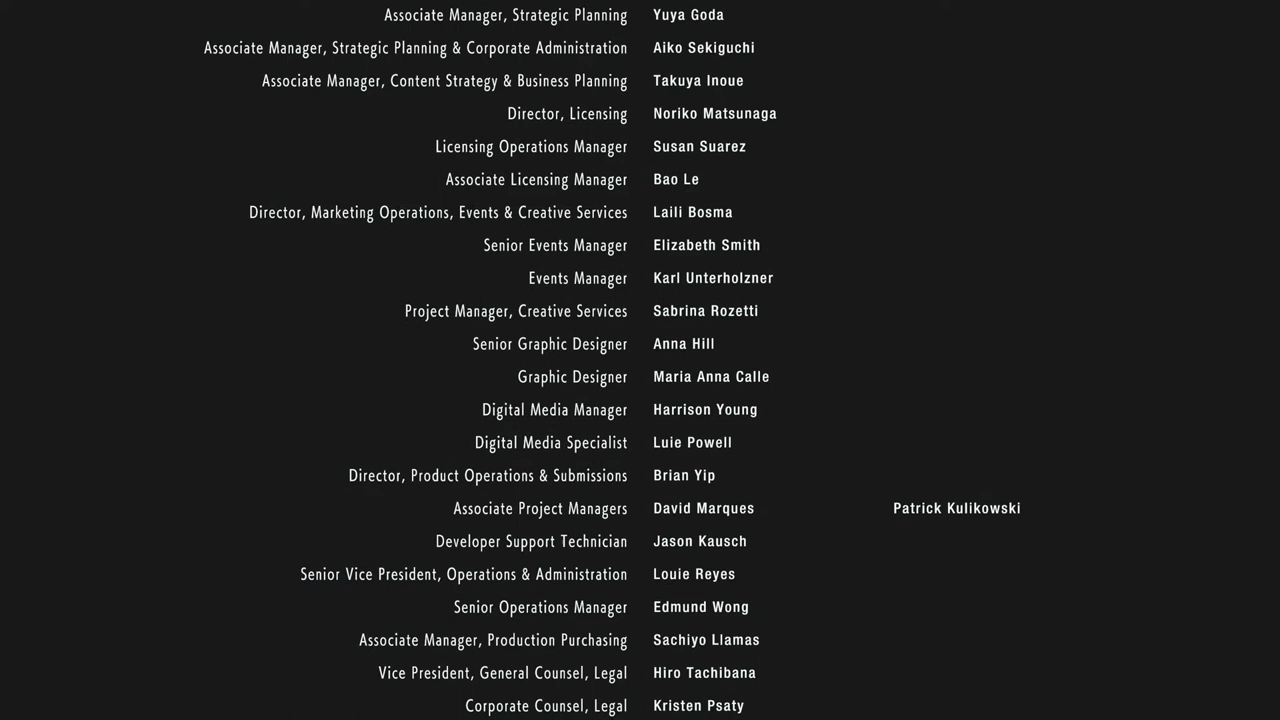 Associate Manager, Strategic Planning Yuya Goda
Associate Manager, Strategic Planning & Corporate Administration Aiko Sekiguchi
Associate Manager, Content Strategy & Business Planning Takuya Inoue
Director, Licensing Noriko Matsunaga
Licensing Operations Manager Susan Suarez
Associate Licensing Manager Bao Le
Director, Marketing Operations, Events & Creative Services Laili Bosma
Senior Events Manager Elizabeth Smith
Events Manager Karl Unterholzner
Project Manager, Creative Services Sabrina Rozetti
Senior Graphic Designer Anna Hill
Graphic Designer Maria Anna Calle
Digital Media Manager Harrison Young
Digital Media Specialist Luie Powell
Director, Product Operations & Submissions Brian Yip
Associate Project Managers David Marques Patrick Kulikowski
Developer Support Technician Jason Kausch
Senior Vice President, Operations & Administration Louie Reyes
Senior Operations Manager Edmund Wong
Associate Manager, Production Purchasing Sachiyo Llamas
Vice President, General Counsel, Legal Hiro Tachibana
Corporate Counsel, Legal Kristen Psaty